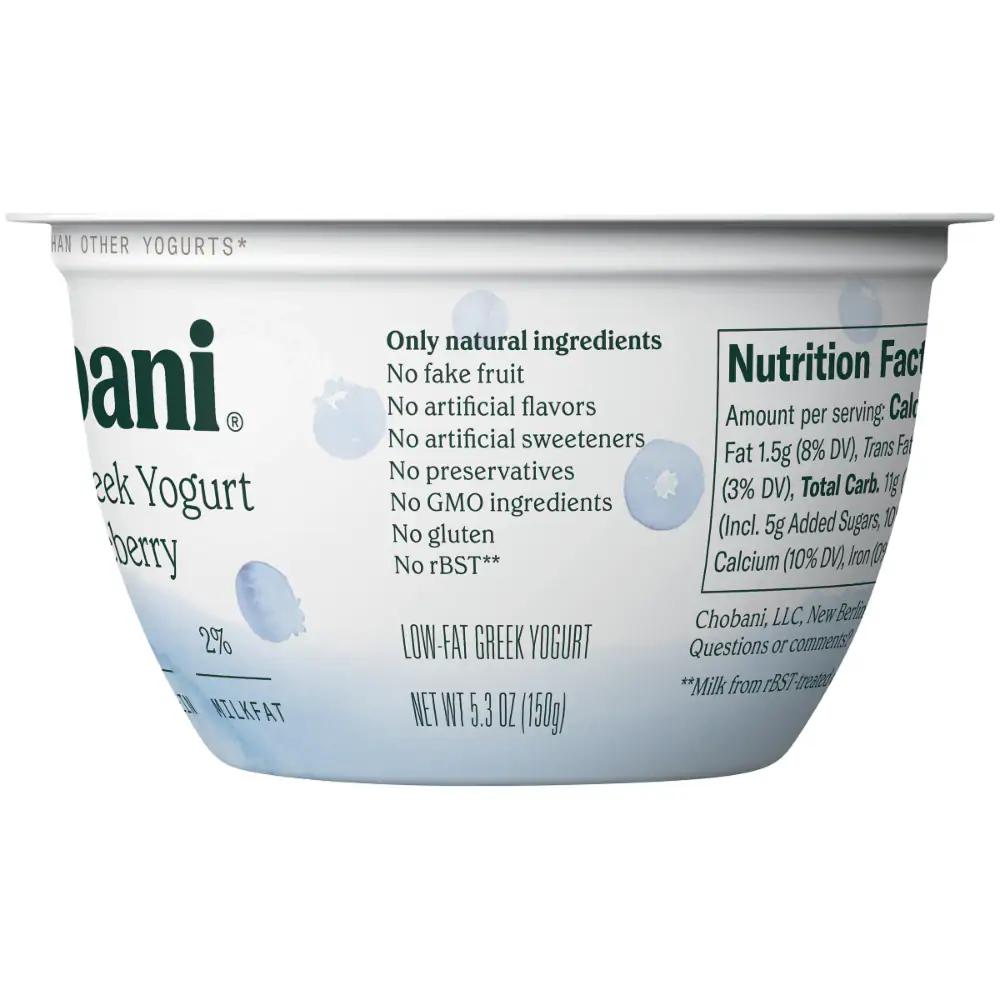 HAN OTHER YOGURTS*
bani®
eek Yogurt
berry
2%
IN MILKFAT
Only natural ingredients
No fake fruit
No artificial flavors
No artificial sweeteners
No preservatives
No GMO ingredients
No gluten
No rBST**
LOW-FAT GREEK YOGURT
NET WT 5.3 OZ (150g)
Nutrition Fact
Amount per serving: Calo
Fat 1.5g (8% DV), Trans Fat
(3% DV), Total Carb. 11g (
(Incl. 5g Added Sugars, 10
Calcium (10% DV), Iron (0%
Chobani, LLC, New Berlin
Questions or comments?
**Milk from rBST-treated